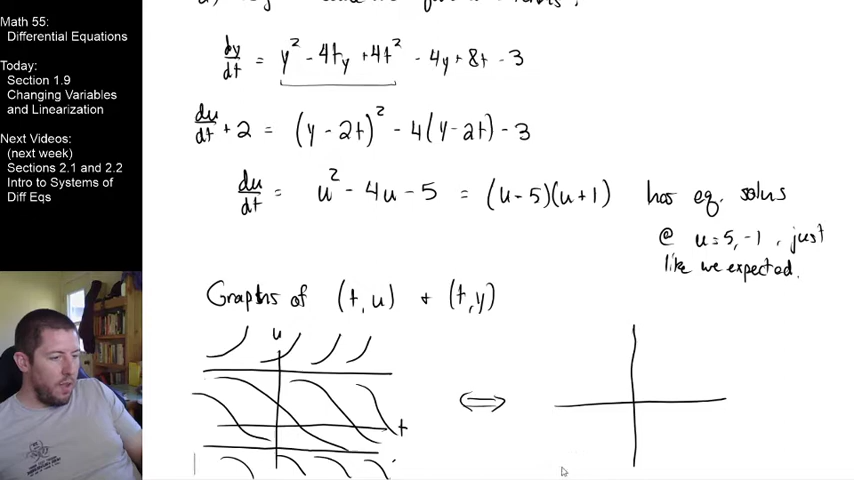 Math 55:
Differential Equations
Today:
Section 1.9
Changing Variables
and Linearization
Next Videos:
(next week)
Sections 2.1 and 2.2
Intro to Systems of
Diff Eqs
dy/dt = y² - 4ty + 4t² - 4y + 8t - 3
du/dt + 2 = (y - 2t)² - 4(y - 2t) - 3
du/dt = u² - 4u - 5 = (u - 5)(u + 1) has eq. solns
@ u = 5, -1, just
like we expected.
Graphs of (t, u) + (t, y)
u
t